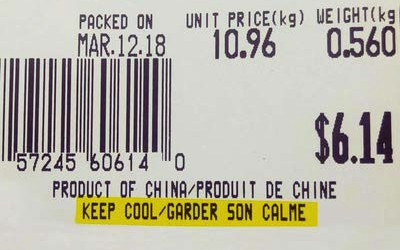 PACKED ON UNIT PRICE(kg) WEIGHT(kg
MAR.12.18 10.96 0.560
57245 60614 0
$6.14
PRODUCT OF CHINA/PRODUIT DE CHINE
KEEP COOL/GARDER SON CALME